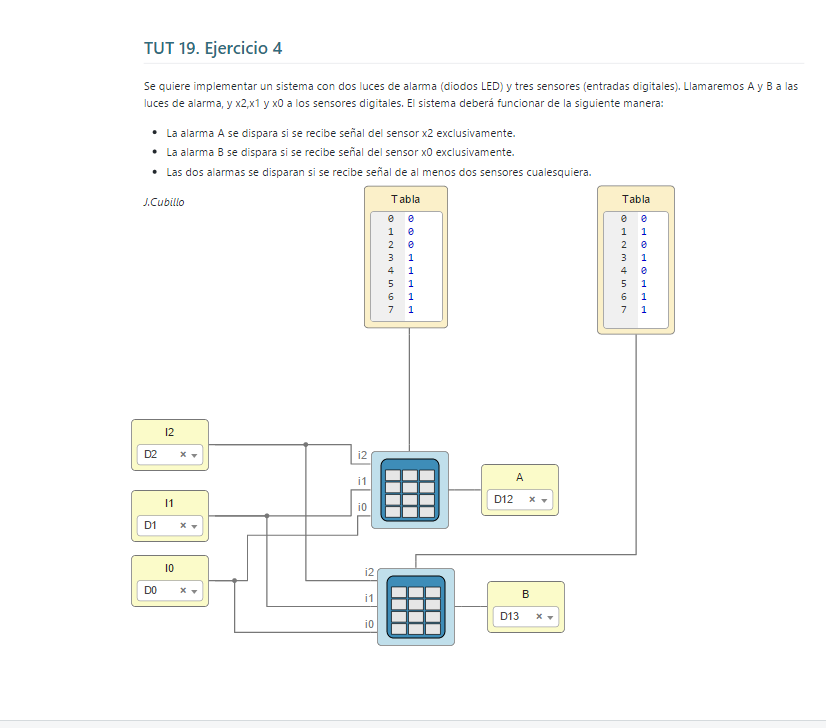 TUT 19. Ejercicio 4
Se quiere implementar un sistema con dos luces de alarma (diodos LED) y tres sensores (entradas digitales). Llamaremos A y B a las
luces de alarma, y x2,x1 y x0 a los sensores digitales. El sistema deberá funcionar de la siguiente manera:
• La alarma A se dispara si se recibe señal del sensor x2 exclusivamente.
• La alarma B se dispara si se recibe señal del sensor x0 exclusivamente.
• Las dos alarmas se disparan si se recibe señal de al menos dos sensores cualesquiera.
J.Cubillo
Tabla
0 0
1 0
2 0
3 1
4 1
5 1
6 1
7 1
Tabla
0 0
1 1
2 0
3 1
4 0
5 1
6 1
7 1
I2
D2 ×
I1
D1 ×
I0
D0 ×
i2
i1
i0
A
D12 ×
i2
i1
i0
B
D13 ×